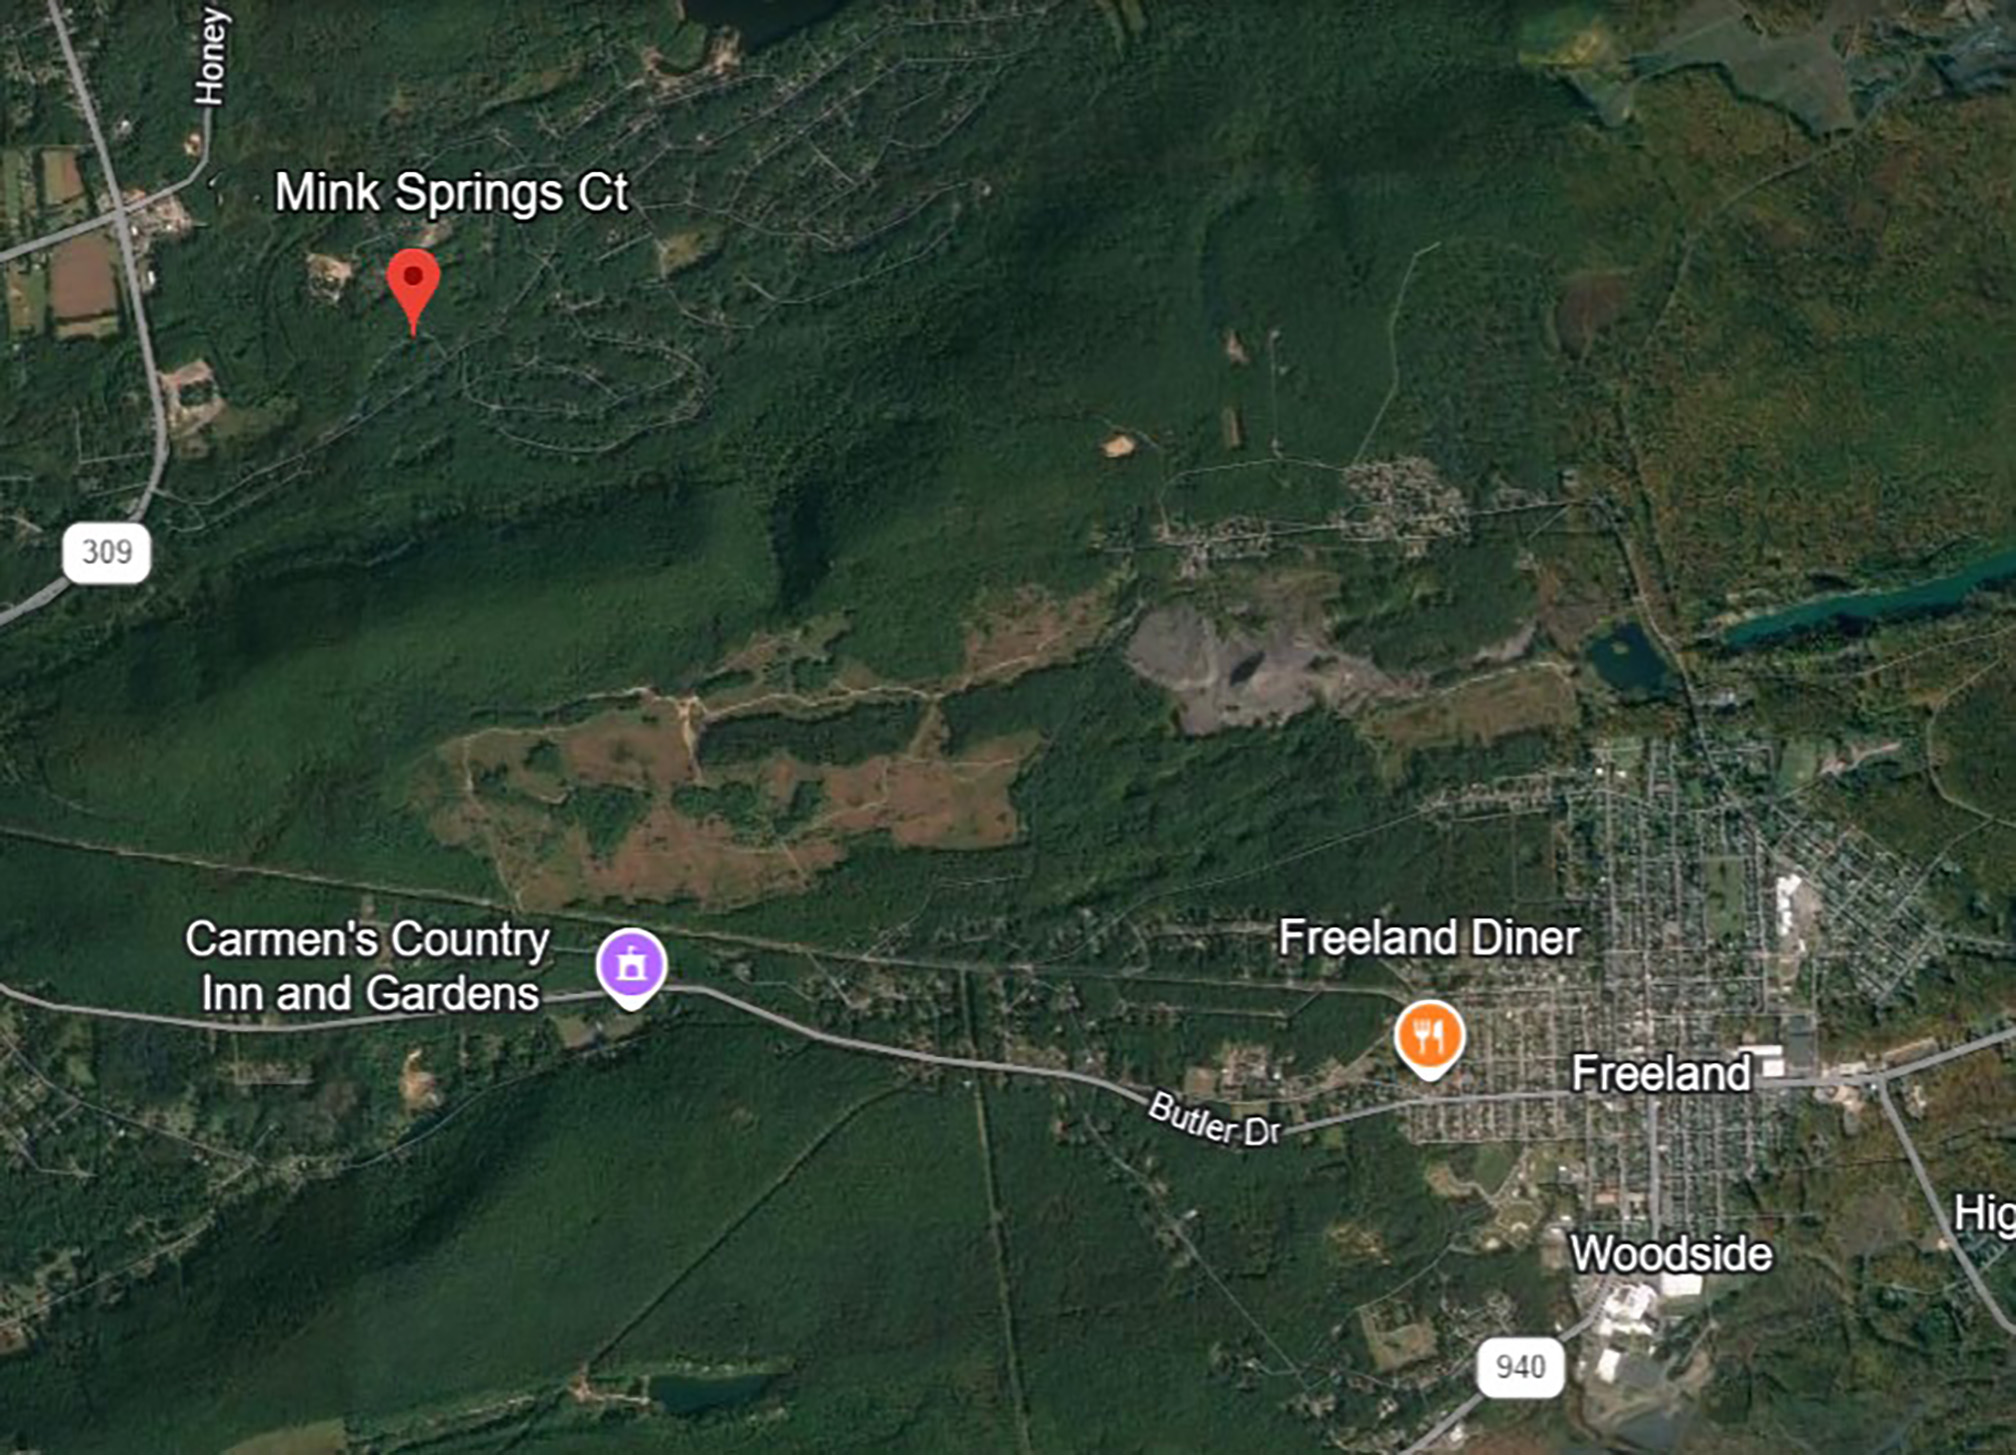 Honey
Mink Springs Ct
309
Carmen's Country
Inn and Gardens
Freeland Diner
Freeland
Butler Dr
Hig
Woodside
940